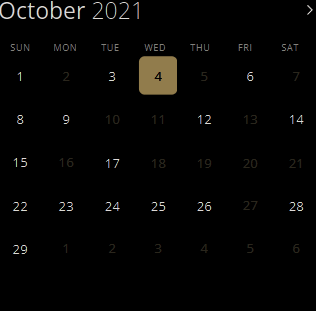 October 2021
SUN MON TUE WED THU FRI SAT
1 2 3 4 5 6 7
8 9 10 11 12 13 14
15 16 17 18 19 20 21
22 23 24 25 26 27 28
29 1 2 3 4 5 6